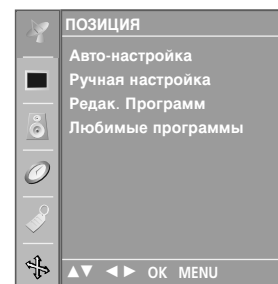 ПОЗИЦИЯ
Авто-настройка
Ручная настройка
Редак. Программ
Любимые программы
▲▼ ◄► OK MENU